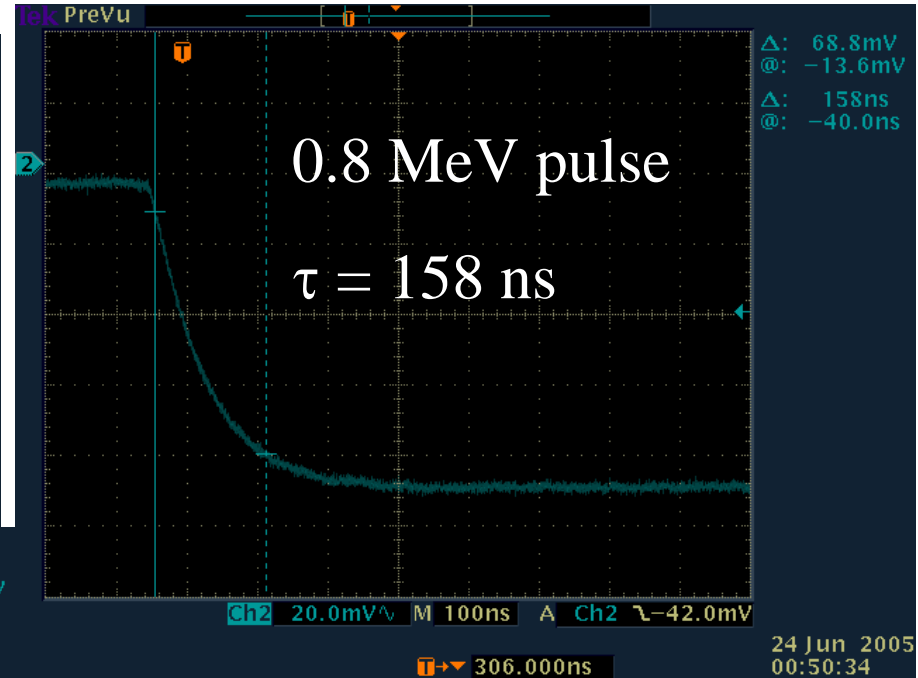 Tek PreVu
T
T
Δ: 68.8mV
@: −13.6mV
Δ: 158ns
@: −40.0ns
2
0.8 MeV pulse
τ = 158 ns
Ch2 20.0mV∿ M 100ns A Ch2 ꔪ −42.0mV
T→▼ 306.000ns
24 Jun 2005
00:50:34